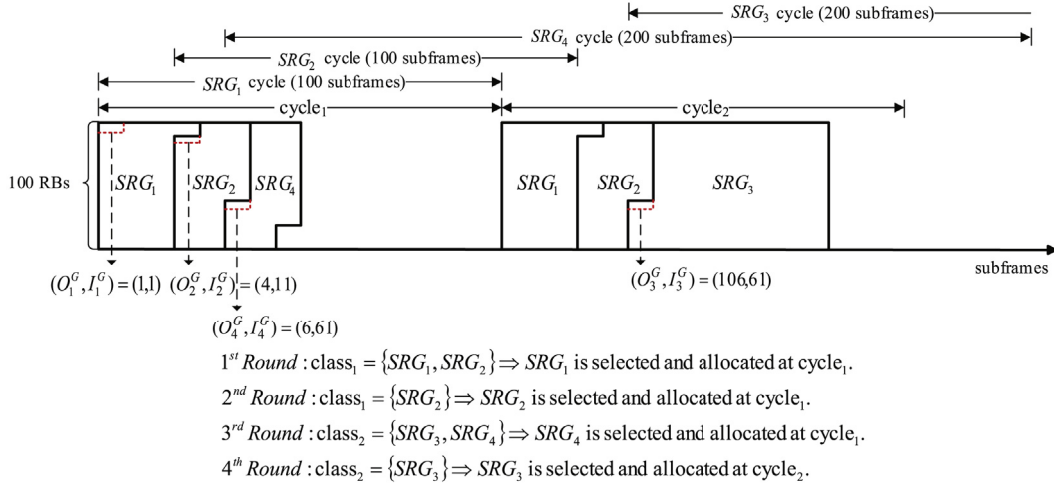 SRG₃ cycle (200 subframes)
SRG₄ cycle (200 subframes)
SRG₂ cycle (100 subframes)
SRG₁ cycle (100 subframes)
cycle₁ cycle₂
100 RBs SRG₁ SRG₂ SRG₄ SRG₁ SRG₂ SRG₃
subframes
(O₁ᴳ, I₁ᴳ) = (1,1) (O₂ᴳ, I₂ᴳ) = (4,11) (O₃ᴳ, I₃ᴳ) = (106,61)
(O₄ᴳ, I₄ᴳ) = (6,61)
1ˢᵗ Round : class₁ = {SRG₁, SRG₂} ⇒ SRG₁ is selected and allocated at cycle₁.
2ⁿᵈ Round : class₁ = {SRG₂} ⇒ SRG₂ is selected and allocated at cycle₁.
3ʳᵈ Round : class₂ = {SRG₃, SRG₄} ⇒ SRG₄ is selected and allocated at cycle₁.
4ᵗʰ Round : class₂ = {SRG₃} ⇒ SRG₃ is selected and allocated at cycle₂.